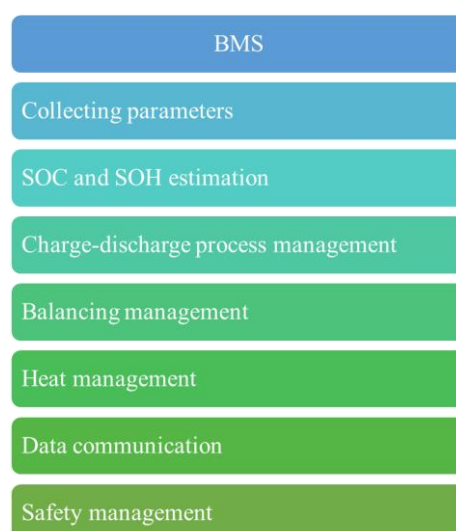 BMS
Collecting parameters
SOC and SOH estimation
Charge-discharge process management
Balancing management
Heat management
Data communication
Safety management